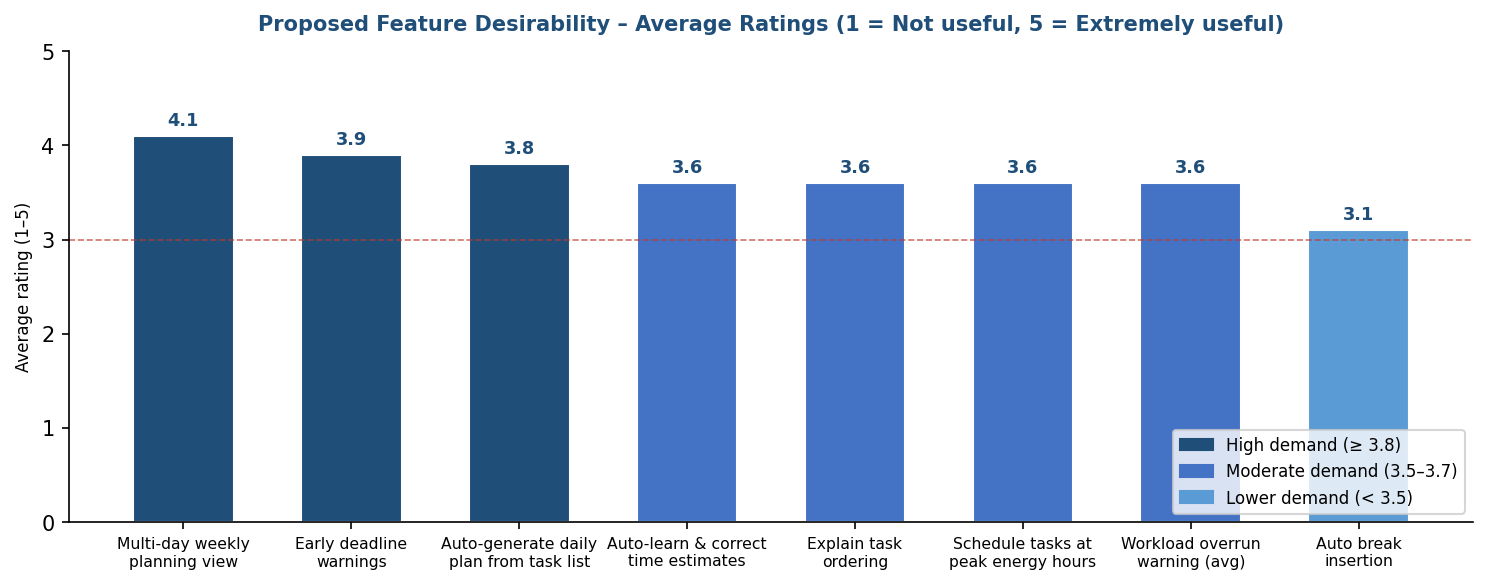 Proposed Feature Desirability – Average Ratings (1 = Not useful, 5 = Extremely useful)
Average rating (1–5)
5
4
3
2
1
0
4.1
3.9
3.8
3.6
3.6
3.6
3.6
3.1
High demand (≥ 3.8)
Moderate demand (3.5–3.7)
Lower demand (< 3.5)
Multi-day weekly
planning view
Early deadline
warnings
Auto-generate daily
plan from task list
Auto-learn & correct
time estimates
Explain task
ordering
Schedule tasks at
peak energy hours
Workload overrun
warning (avg)
Auto break
insertion